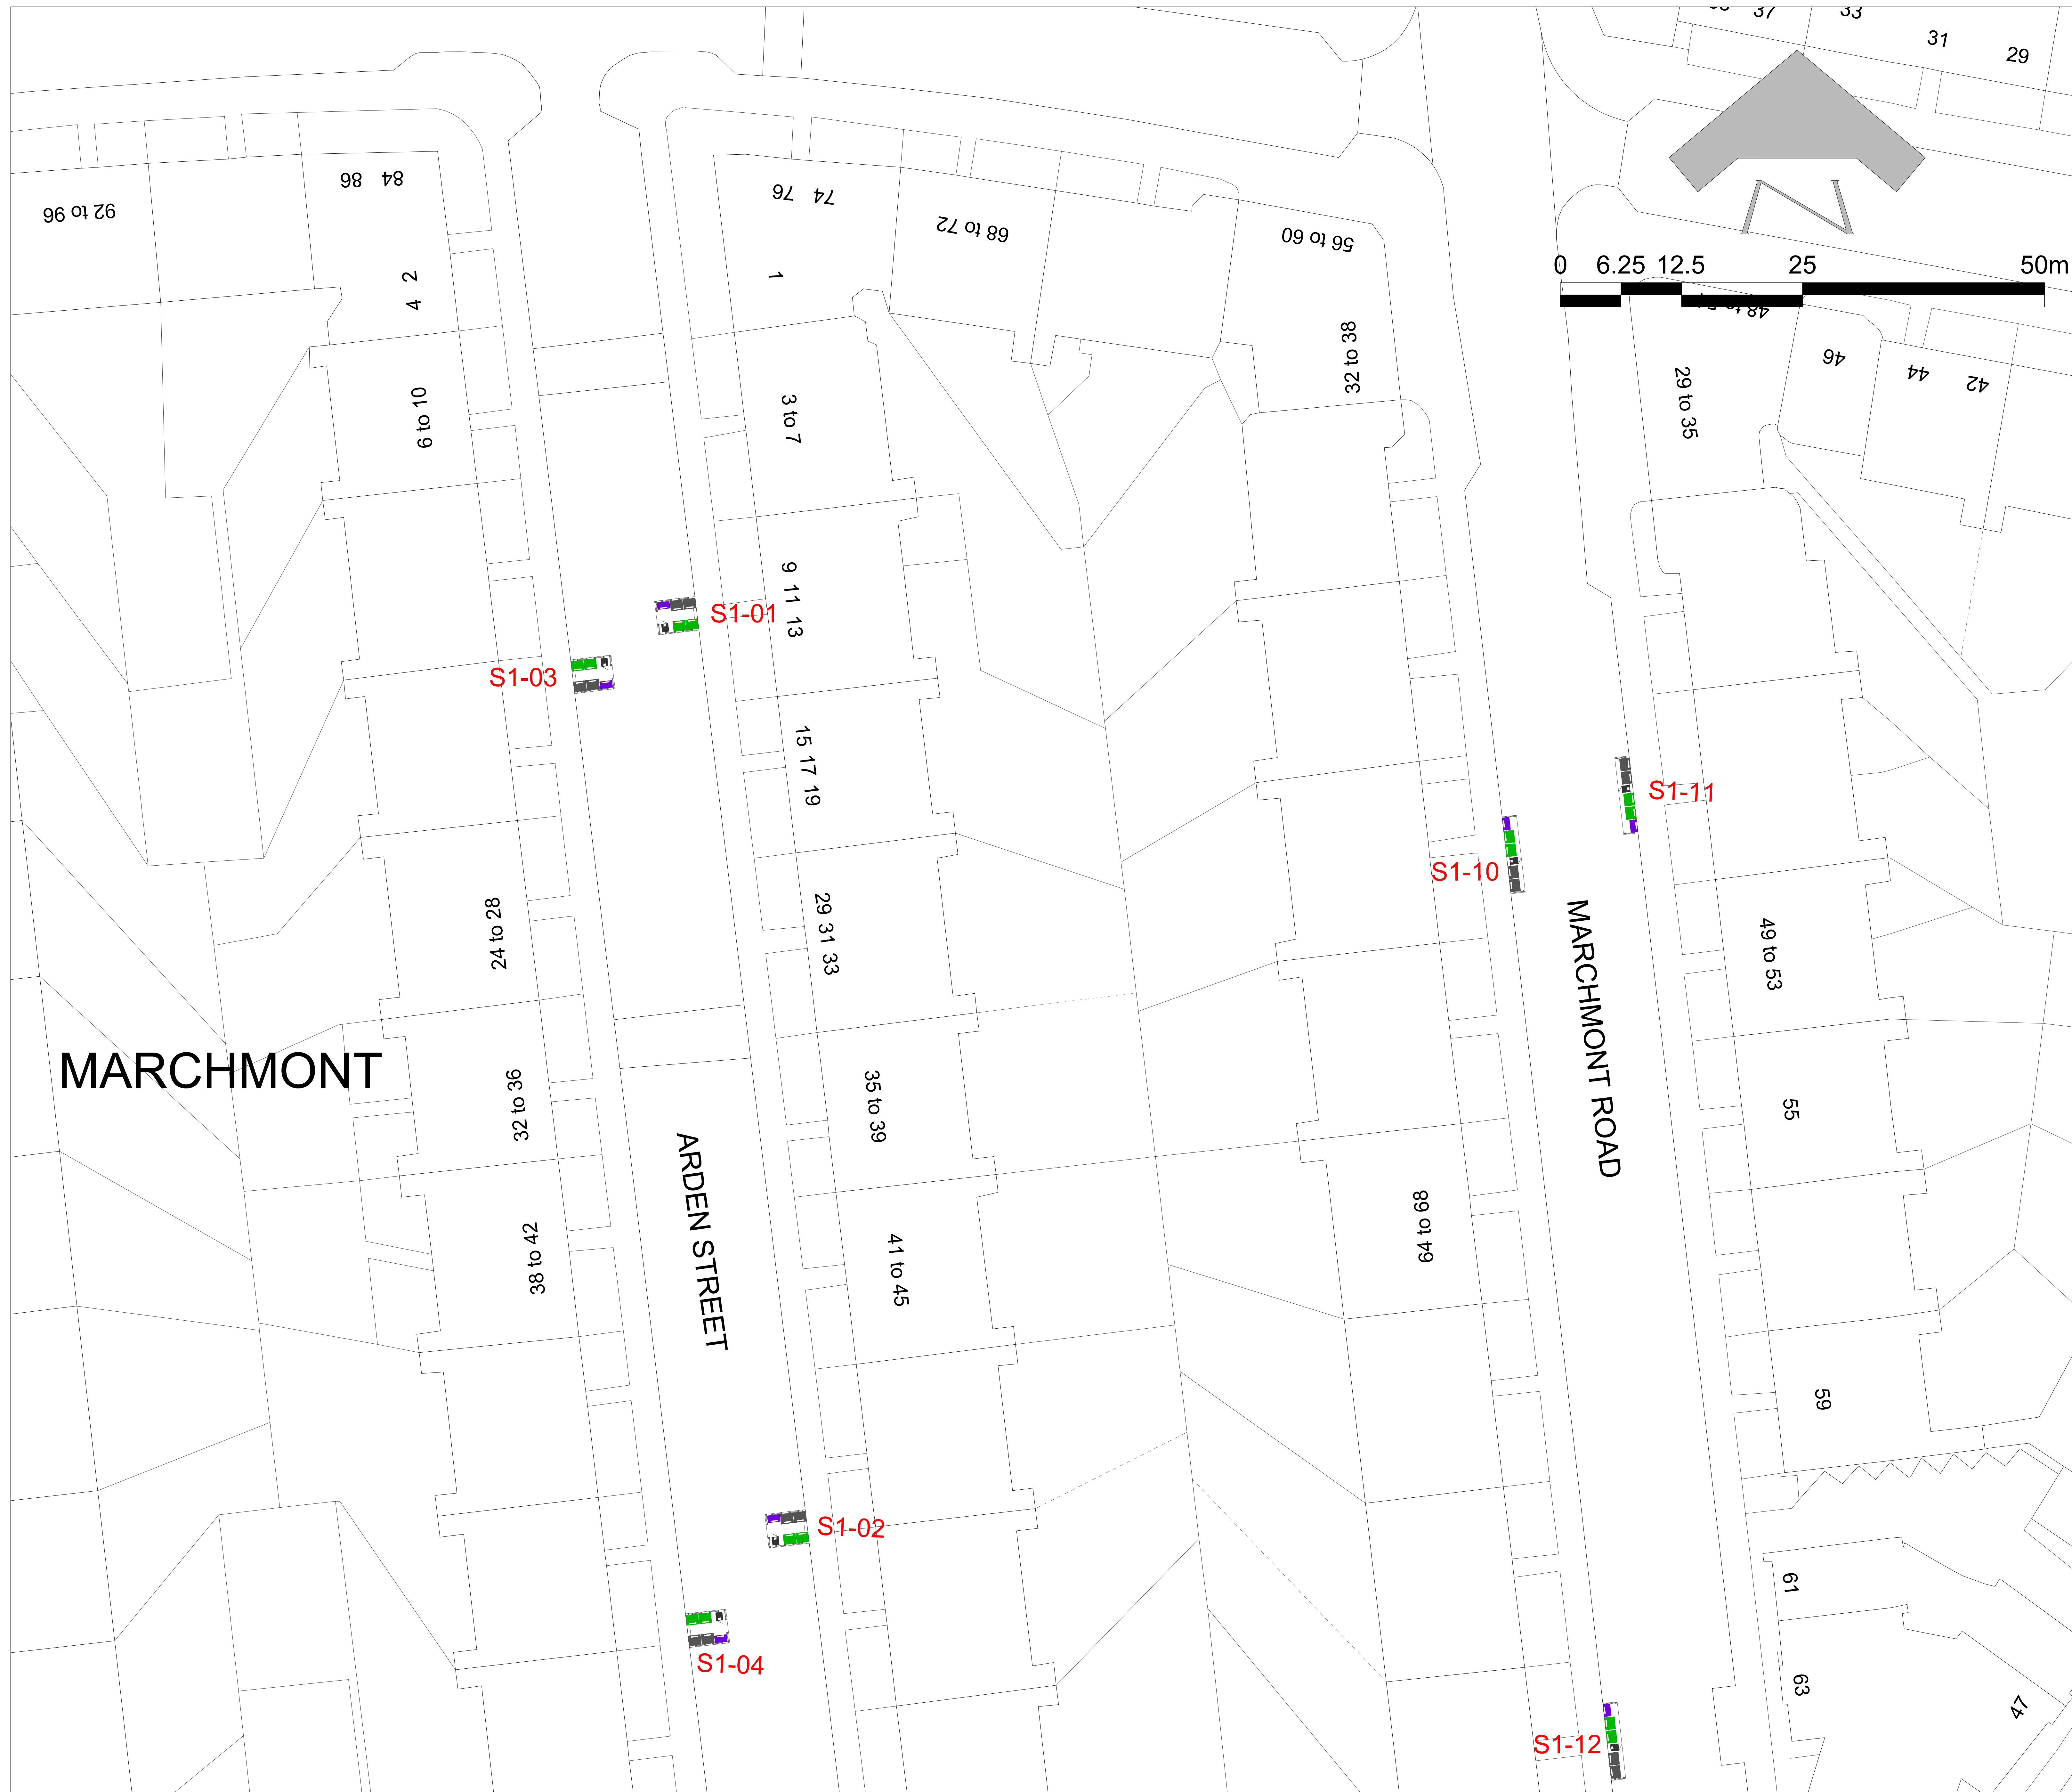 37
33
31
29
84
86
92 to 96
76
74
68 to 72
56 to 60
0 6.25 12.5 25 50m
2
4
1
46
44
42
32 to 38
29 to 35
6 to 10
3 to 7
9 11 13
S1-01
S1-03
15 17 19
S1-11
S1-10
24 to 28
29 31 33
49 to 53
MARCHMONT ROAD
MARCHMONT
32 to 36
35 to 39
55
ARDEN STREET
38 to 42
41 to 45
64 to 68
59
S1-02
61
S1-04
63
47
S1-12
N